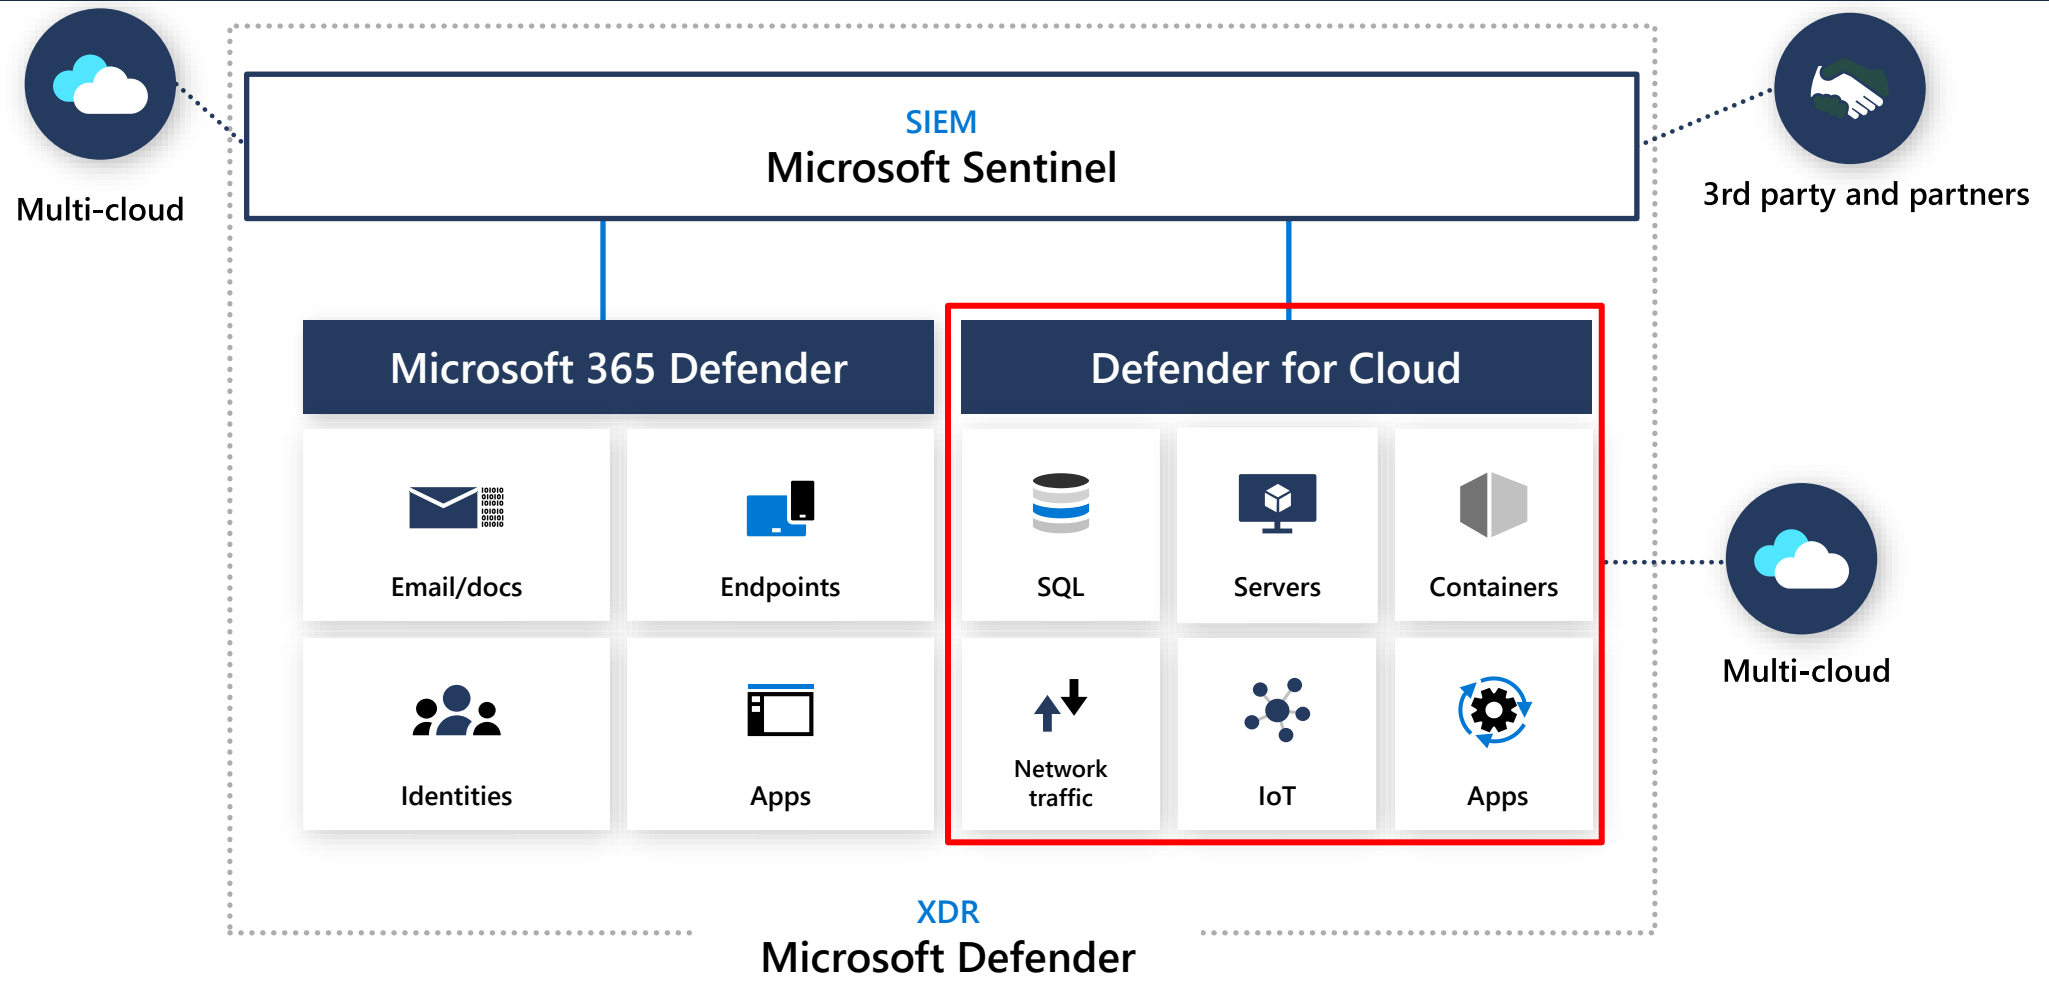 SIEM
Microsoft Sentinel
Multi-cloud
3rd party and partners
Microsoft 365 Defender
Defender for Cloud
Email/docs
Endpoints
SQL
Servers
Containers
Multi-cloud
Identities
Apps
Network
traffic
IoT
Apps
XDR
Microsoft Defender